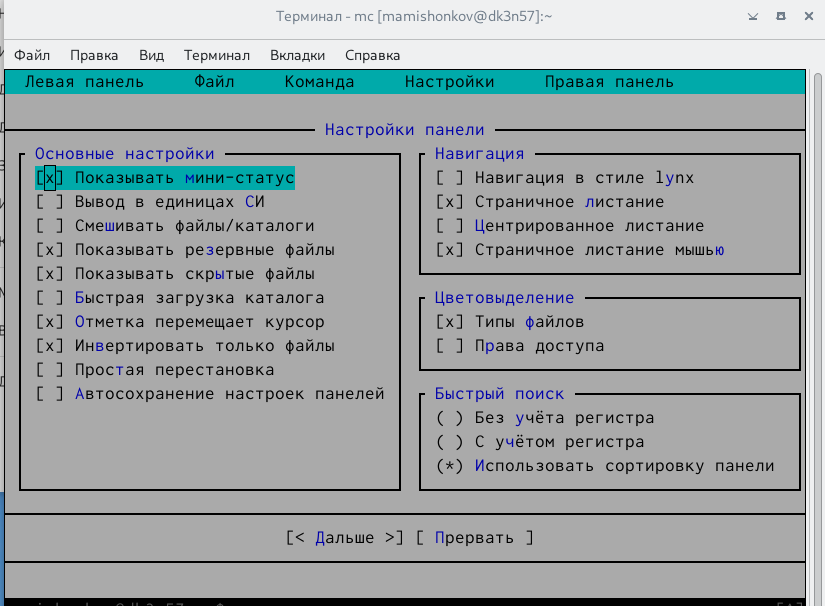 Терминал - mc [mamishonkov@dk3n57]:~
Файл Правка Вид Терминал Вкладки Справка
Левая панель Файл Команда Настройки Правая панель
Настройки панели
Основные настройки
[x] Показывать мини-статус
[ ] Вывод в единицах СИ
[ ] Смешивать файлы/каталоги
[x] Показывать резервные файлы
[x] Показывать скрытые файлы
[ ] Быстрая загрузка каталога
[x] Отметка перемещает курсор
[x] Инвертировать только файлы
[ ] Простая перестановка
[ ] Автосохранение настроек панелей
Навигация
[ ] Навигация в стиле lynx
[x] Страничное листание
[ ] Центрированное листание
[x] Страничное листание мышью
Цветовыделение
[x] Типы файлов
[ ] Права доступа
Быстрый поиск
( ) Без учёта регистра
( ) С учётом регистра
(*) Использовать сортировку панели
[< Дальше >] [ Прервать ]